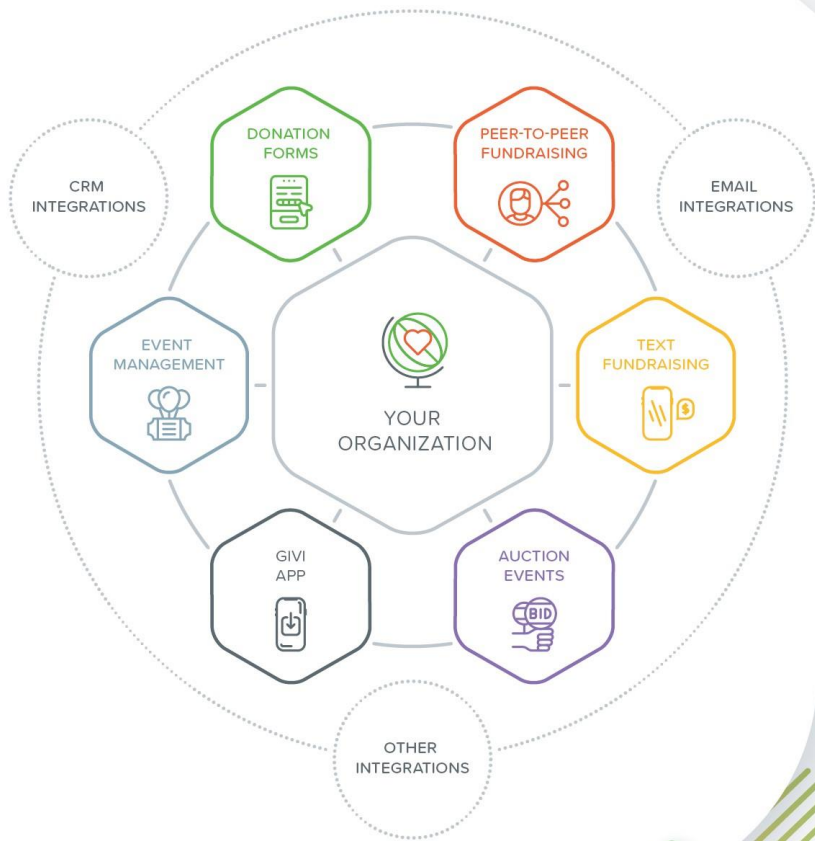 DONATION
FORMS
PEER-TO-PEER
FUNDRAISING
CRM
INTEGRATIONS
EMAIL
INTEGRATIONS
EVENT
MANAGEMENT
YOUR
ORGANIZATION
TEXT
FUNDRAISING
$
GIVI
APP
AUCTION
EVENTS
BID
OTHER
INTEGRATIONS